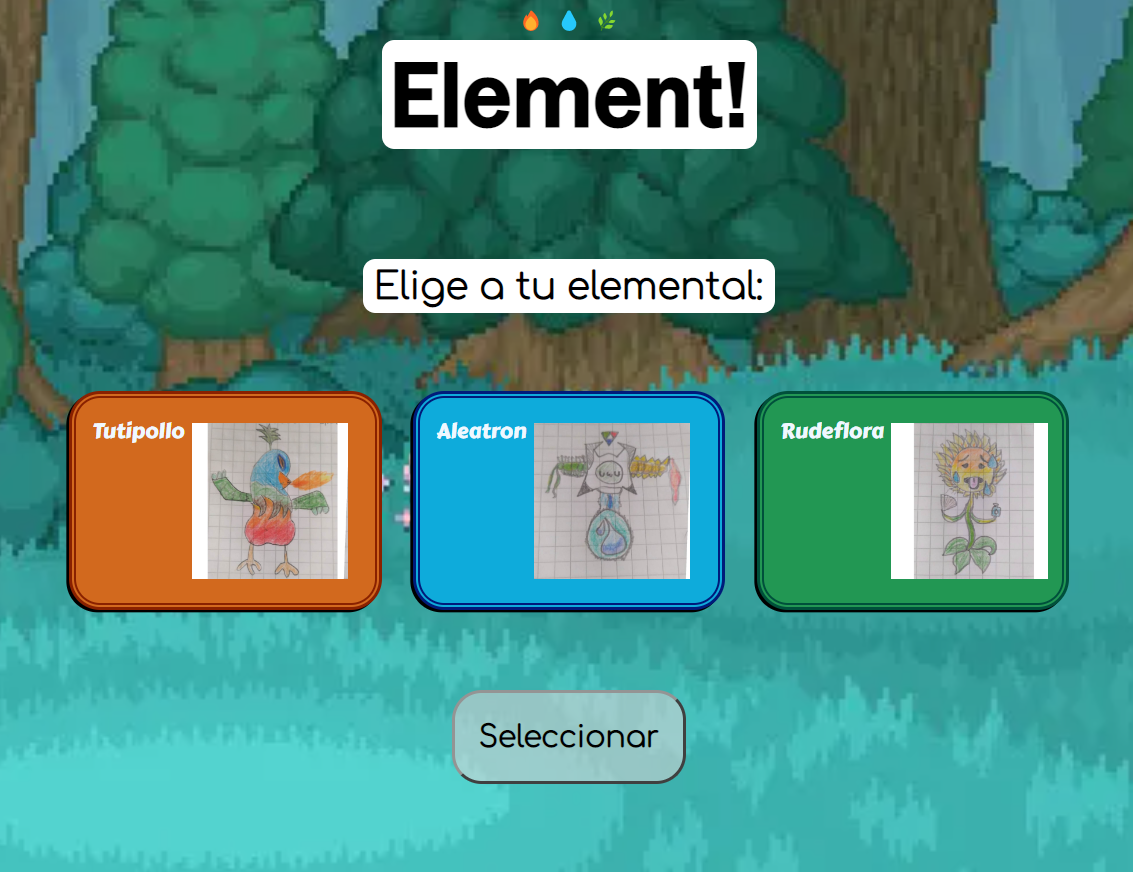 Element!
Elige a tu elemental:
Tutipollo
Aleatron
Rudeflora
Seleccionar